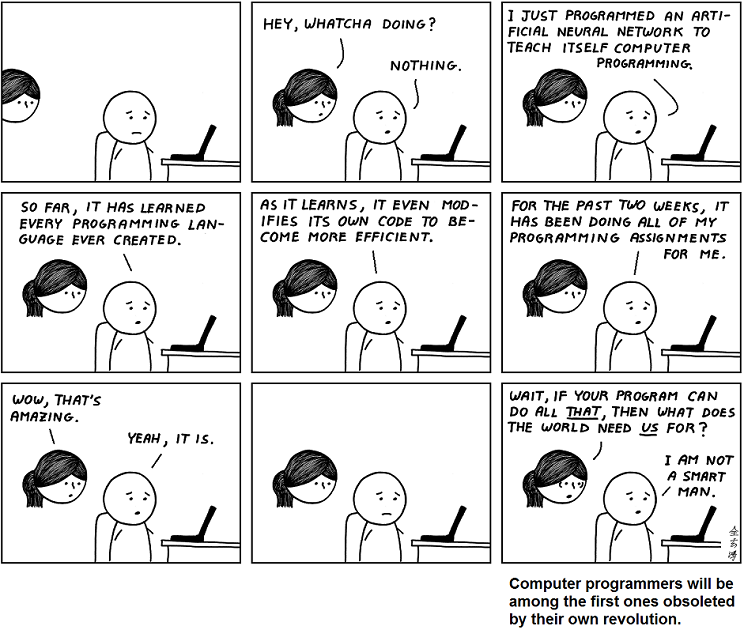 HEY, WHATCHA DOING?
NOTHING.
I JUST PROGRAMMED AN ARTI-
FICIAL NEURAL NETWORK TO
TEACH ITSELF COMPUTER
PROGRAMMING.
SO FAR, IT HAS LEARNED
EVERY PROGRAMMING LAN-
GUAGE EVER CREATED.
AS IT LEARNS, IT EVEN MOD-
IFIES ITS OWN CODE TO BE-
COME MORE EFFICIENT.
FOR THE PAST TWO WEEKS, IT
HAS BEEN DOING ALL OF MY
PROGRAMMING ASSIGNMENTS
FOR ME.
WOW, THAT'S
AMAZING.
YEAH, IT IS.
WAIT, IF YOUR PROGRAM CAN
DO ALL THAT, THEN WHAT DOES
THE WORLD NEED US FOR?
I AM NOT
A SMART
MAN.
Computer programmers will be
among the first ones obsoleted
by their own revolution.